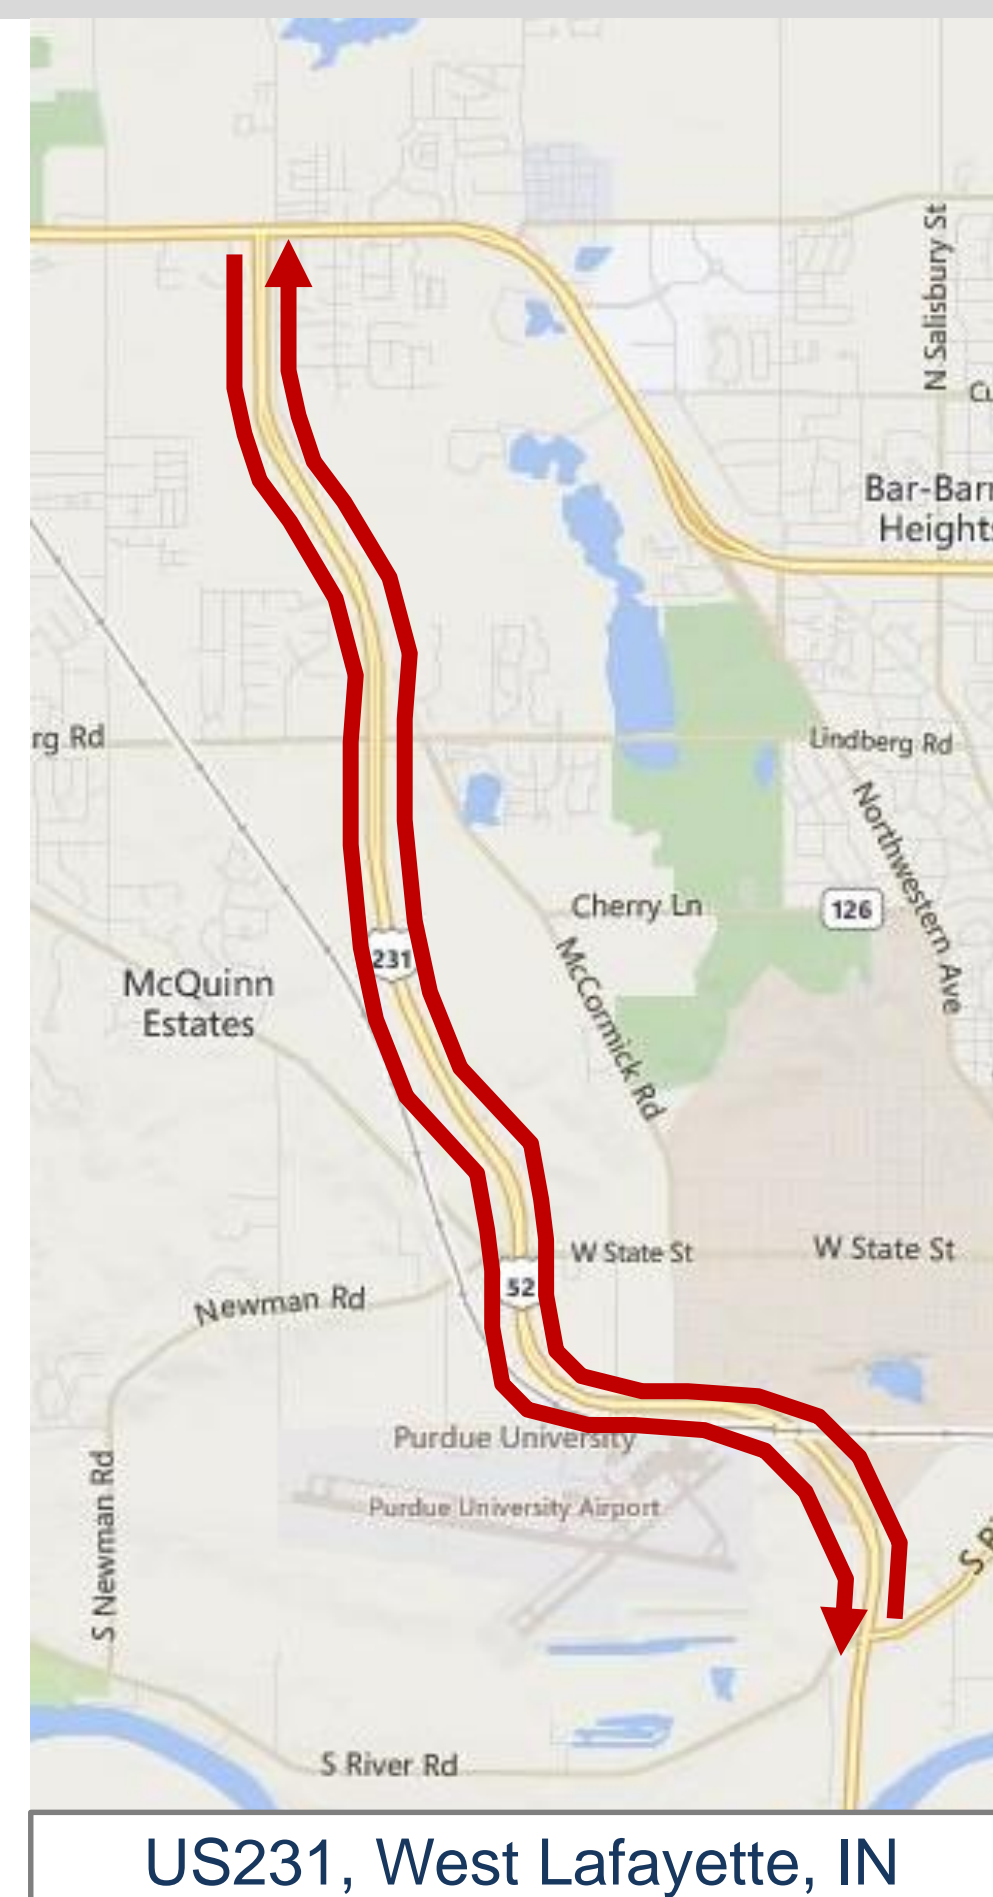 N Salisbury St
Bar-Barr
Heights
rg Rd
Lindberg Rd
Northwestern Ave
Cherry Ln
126
231
McQuinn
Estates
McCormick Rd
W State St
W State St
52
Newman Rd
Purdue University
Purdue University Airport
S Newman Rd
S River Rd
US231, West Lafayette, IN